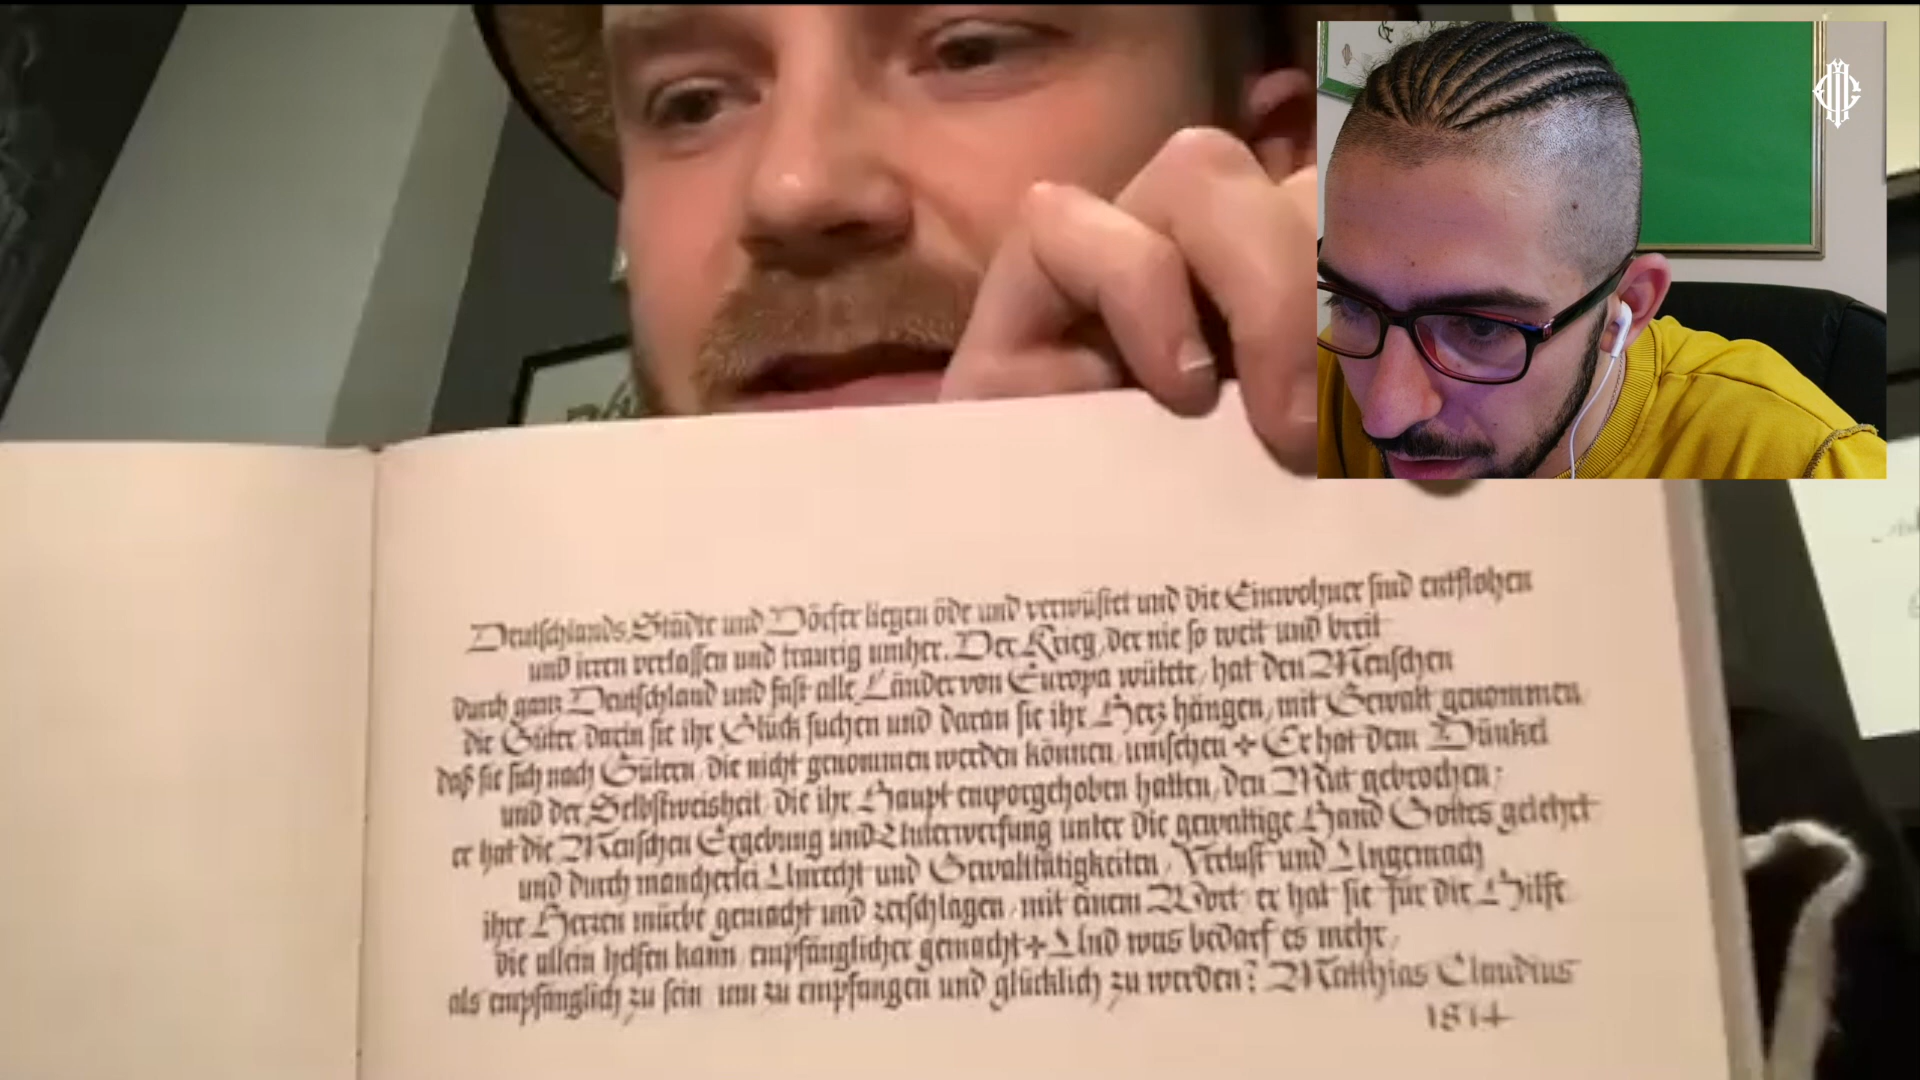 Deutschlands Städte und Dörfer liegen öde und verwüstet und die Einwohner sind entflohen
und irren verlassen und traurig umher. Der Krieg, der nie so weit und breit
durch ganz Deutschland und fast alle Länder von Europa wütete, hat den Menschen
die Güter, darin sie ihr Glück suchen und daran sie ihr Herz hängen, mit Gewalt genommen,
daß sie sich nach Gütern, die nicht genommen werden können, umsehen + Er hat dem Dünkel
und der Selbstweisheit, die ihr Haupt emporgehoben hatten, den Mut gebrochen;
er hat die Menschen Ergebung und Unterwerfung unter die gewaltige Hand Gottes gelehrt
und durch mancherlei Unrecht und Gewalttätigkeiten, Verlust und Ungemach
ihre Herzen mürbe gemacht und zerschlagen, mit einem Wort: er hat sie für die Hilfe,
die allein helfen kann, empfänglicher gemacht + Und was bedarf es mehr,
als empfänglich zu sein, um zu empfangen und glücklich zu werden? Matthias Claudius
1814